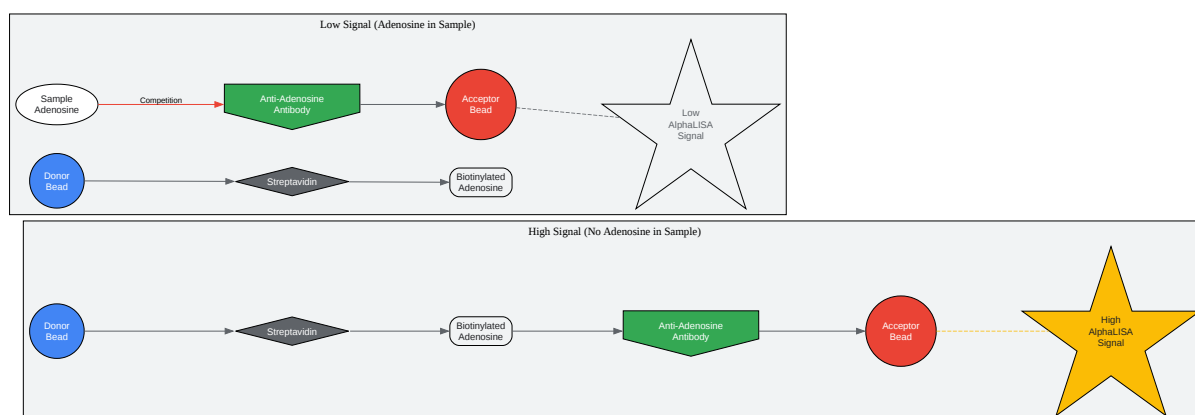 Low Signal (Adenosine in Sample)
Sample
Adenosine
Competition
Anti-Adenosine
Antibody
Acceptor
Bead
Low
AlphaLISA
Signal
Donor
Bead
Streptavidin
Biotinylated
Adenosine
High Signal (No Adenosine in Sample)
Donor
Bead
Streptavidin
Biotinylated
Adenosine
Anti-Adenosine
Antibody
Acceptor
Bead
High
AlphaLISA
Signal